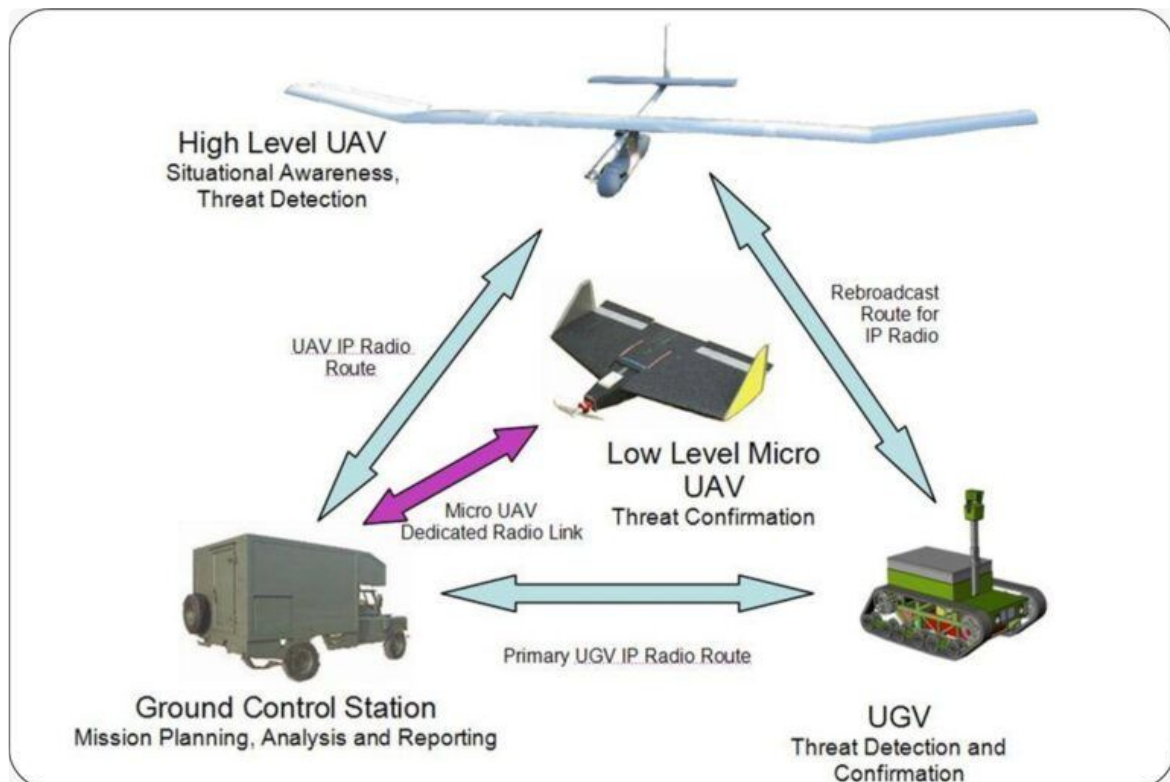 High Level UAV
Situational Awareness,
Threat Detection
Rebroadcast
Route for
IP Radio
UAV IP Radio
Route
Low Level Micro
UAV
Threat Confirmation
Micro UAV
Dedicated Radio Link
Primary UGV IP Radio Route
Ground Control Station
Mission Planning, Analysis and Reporting
UGV
Threat Detection and
Confirmation